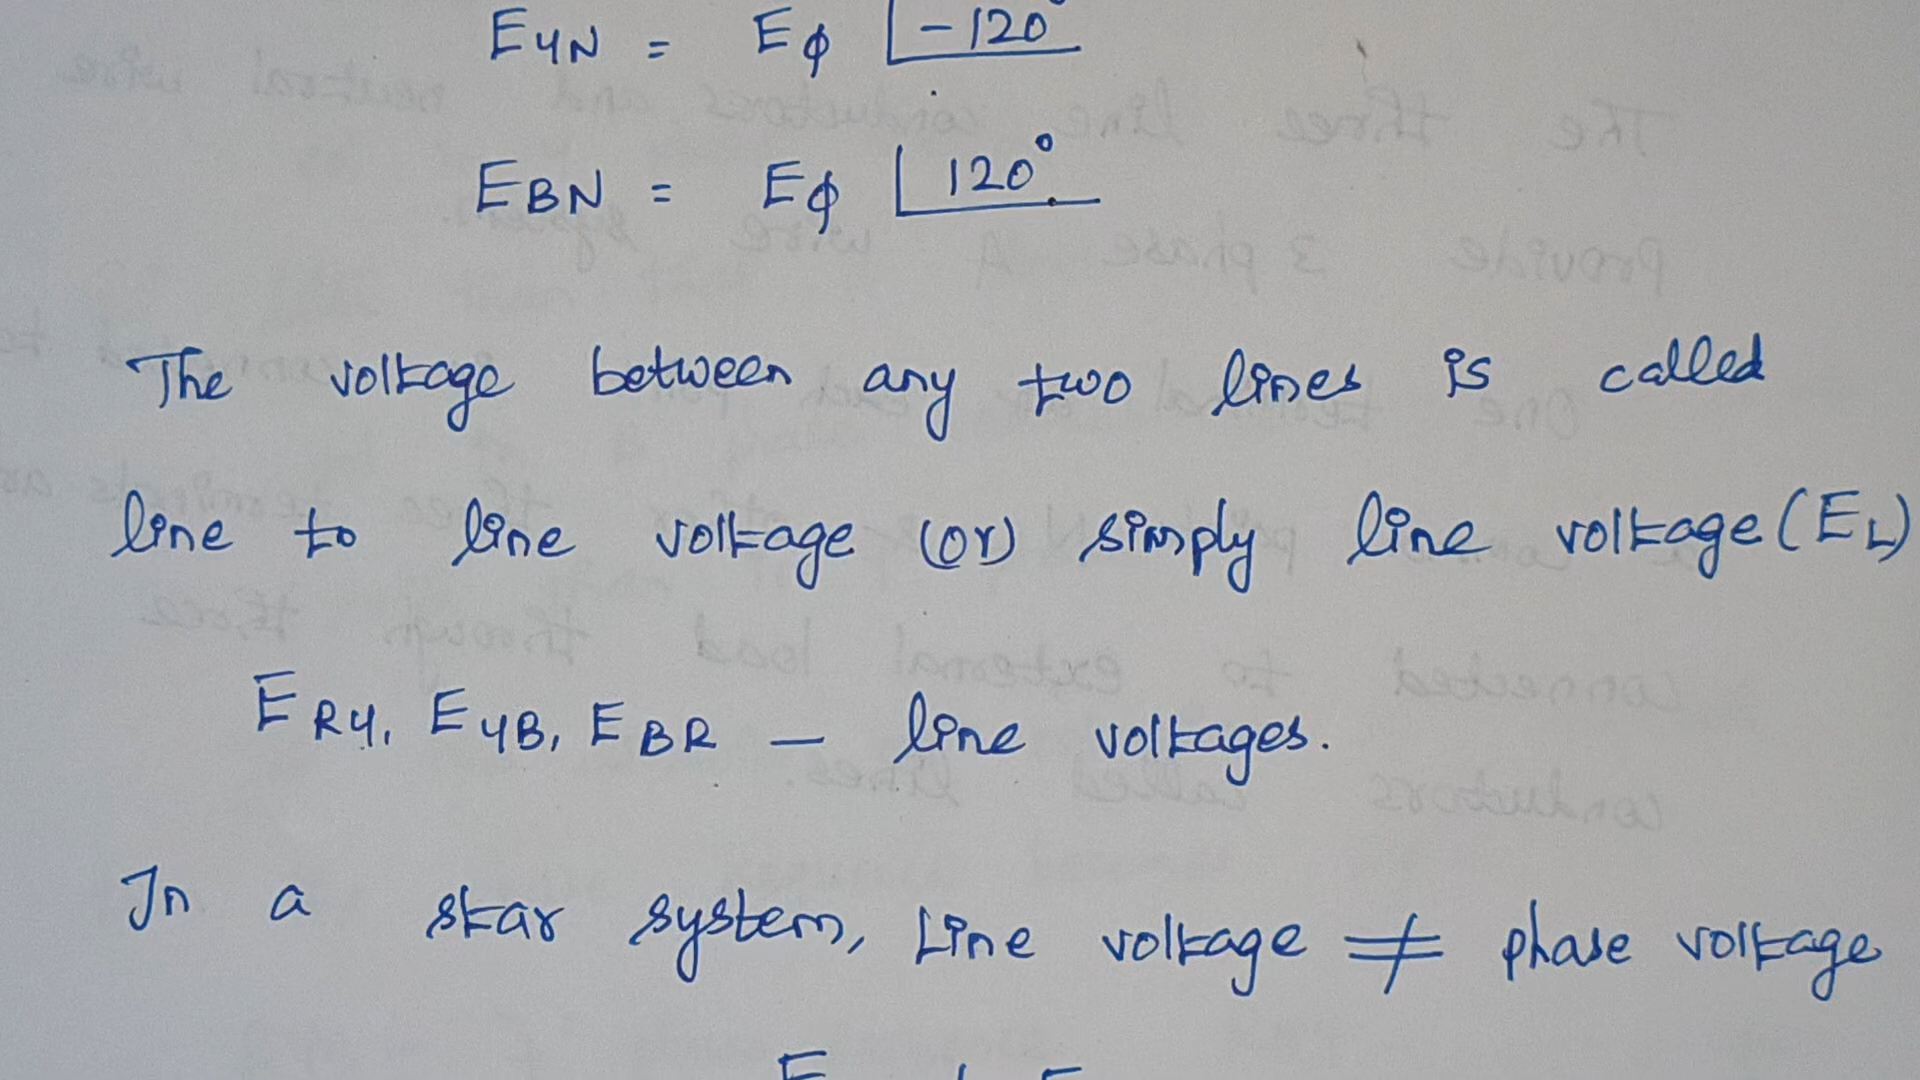 EYN = Eϕ ∠-120°
EBN = Eϕ ∠120°
The voltage between any two lines is called
line to line voltage (or) simply line voltage (EL)
ERY, EYB, EBR – line voltages.
In a star system, Line voltage ≠ phase voltage